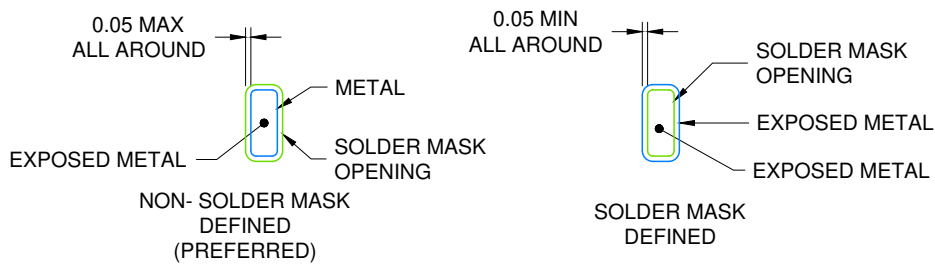 0.05 MAX
ALL AROUND
METAL
EXPOSED METAL
SOLDER MASK
OPENING
NON- SOLDER MASK
DEFINED
(PREFERRED)
0.05 MIN
ALL AROUND
SOLDER MASK
OPENING
EXPOSED METAL
EXPOSED METAL
SOLDER MASK
DEFINED